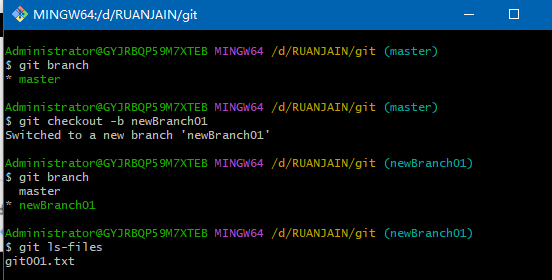 MINGW64:/d/RUANJAIN/git
Administrator@GYJRBQP59M7XTEB MINGW64 /d/RUANJAIN/git (master)
$ git branch
* master
Administrator@GYJRBQP59M7XTEB MINGW64 /d/RUANJAIN/git (master)
$ git checkout -b newBranch01
Switched to a new branch 'newBranch01'
Administrator@GYJRBQP59M7XTEB MINGW64 /d/RUANJAIN/git (newBranch01)
$ git branch
  master
* newBranch01
Administrator@GYJRBQP59M7XTEB MINGW64 /d/RUANJAIN/git (newBranch01)
$ git ls-files
git001.txt